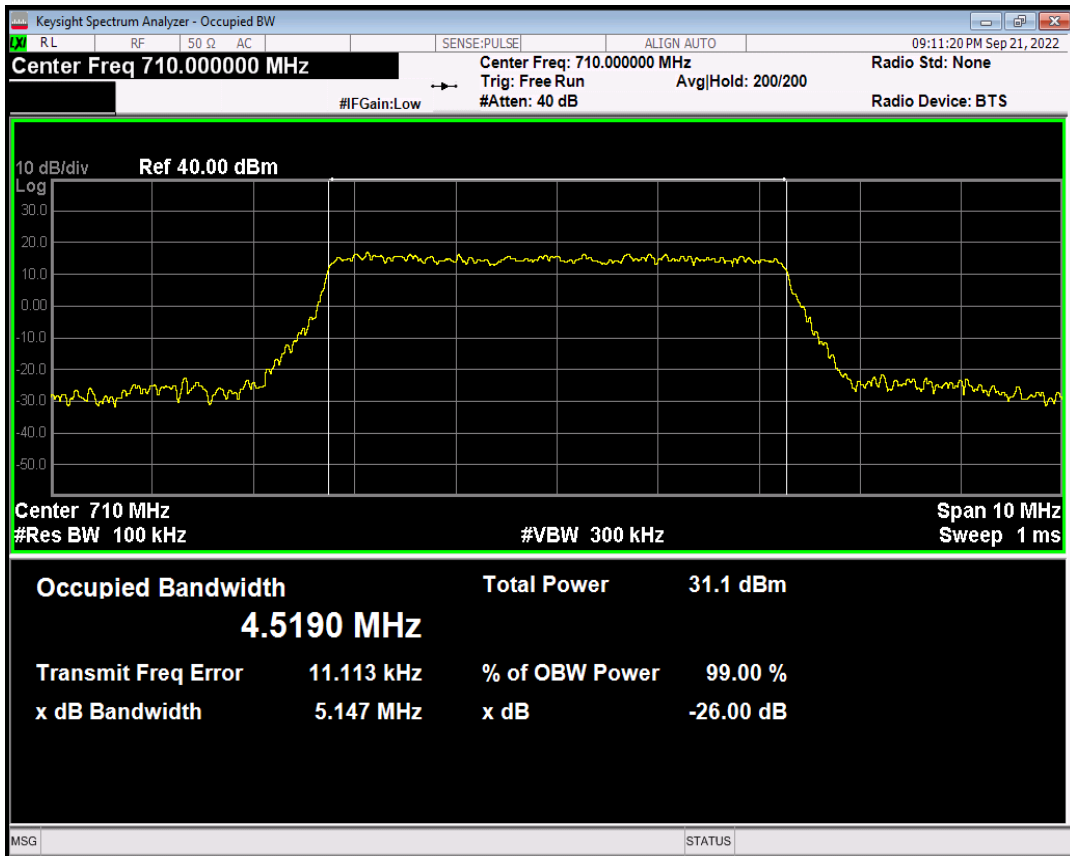 Keysight Spectrum Analyzer - Occupied BW
LXI RL RF 50 Ω AC SENSE:PULSE ALIGN AUTO 09:11:20 PM Sep 21, 2022
Center Freq 710.000000 MHz Center Freq: 710.000000 MHz Radio Std: None
Trig: Free Run Avg|Hold: 200/200
#IFGain:Low #Atten: 40 dB Radio Device: BTS
10 dB/div Ref 40.00 dBm
Log
30.0
20.0
10.0
0.00
-10.0
-20.0
-30.0
-40.0
-50.0
Center 710 MHz Span 10 MHz
#Res BW 100 kHz #VBW 300 kHz Sweep 1 ms
Occupied Bandwidth Total Power 31.1 dBm
4.5190 MHz
Transmit Freq Error 11.113 kHz % of OBW Power 99.00 %
x dB Bandwidth 5.147 MHz x dB -26.00 dB
MSG STATUS